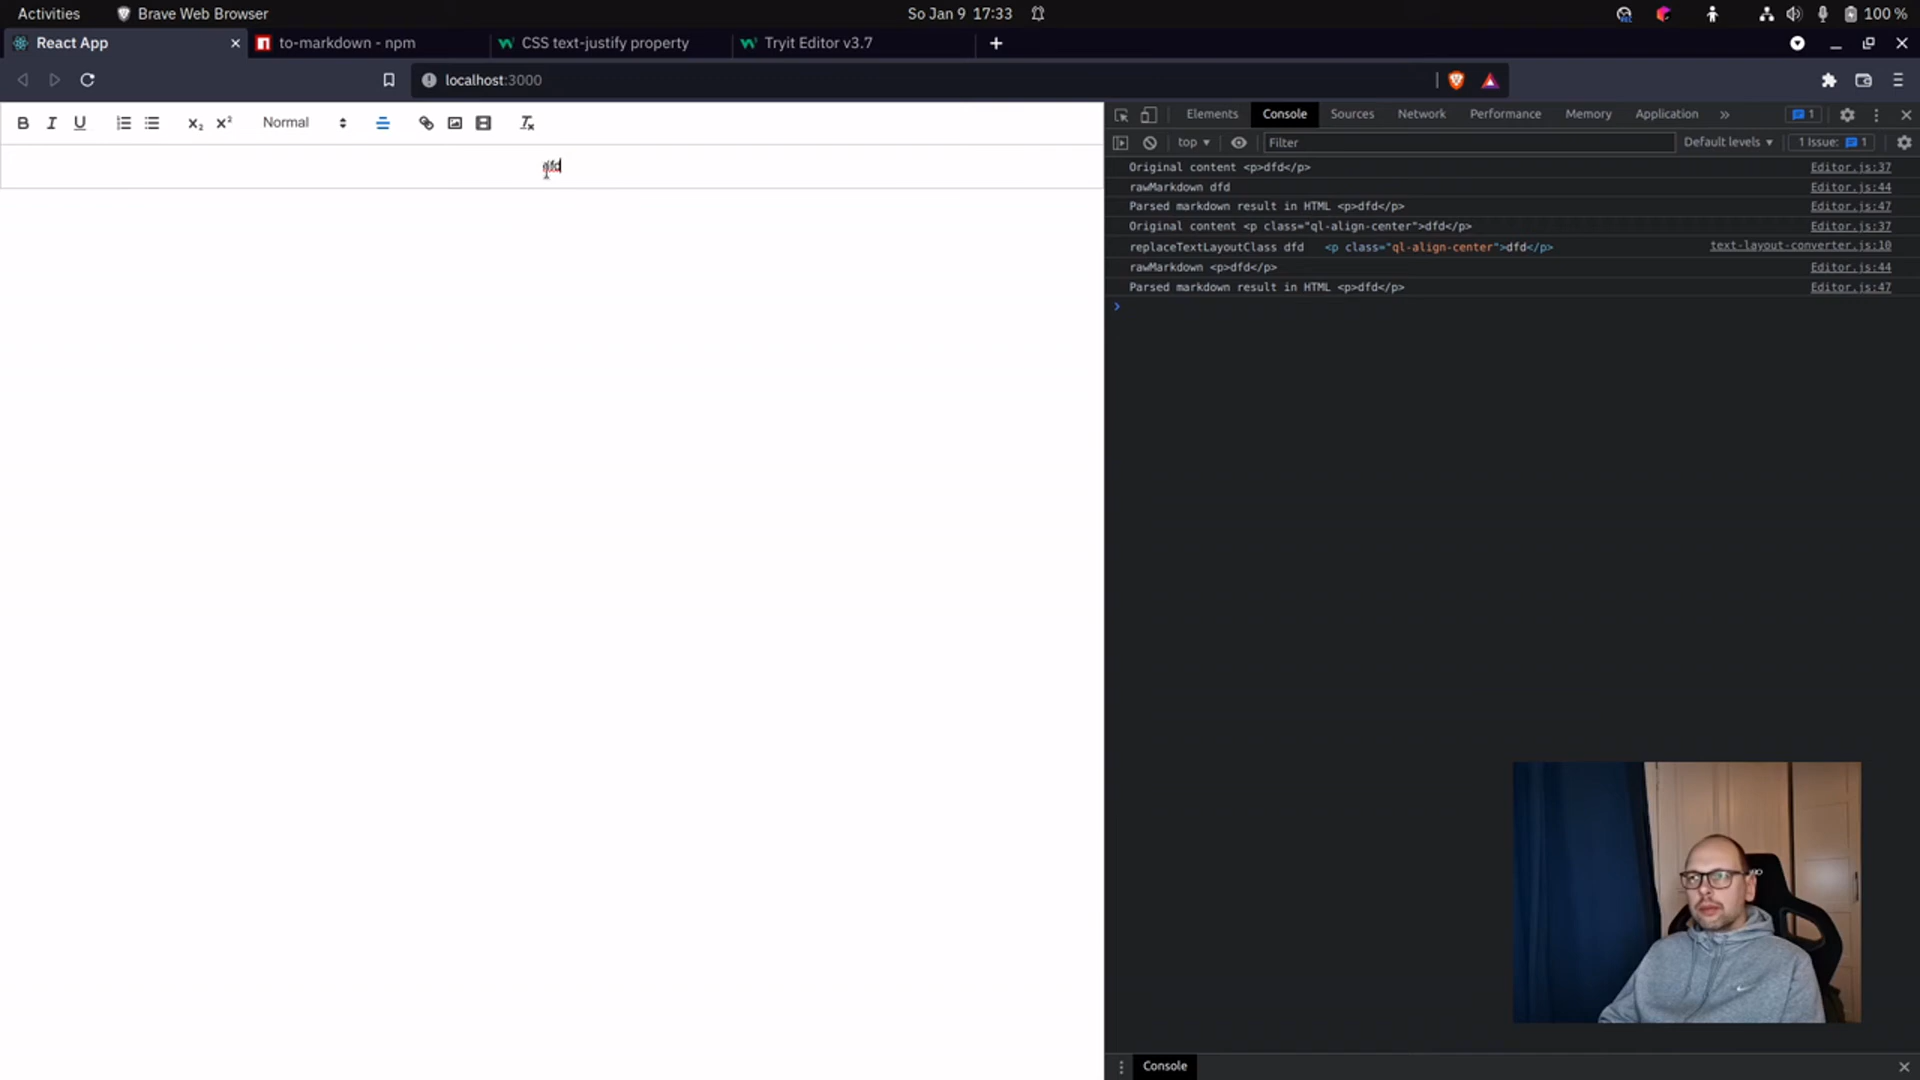 Activities Brave Web Browser So Jan 9 17:33 100 %
React App to-markdown - npm CSS text-justify property Tryit Editor v3.7
localhost:3000
B I U x₂ x² Normal
dfd
Elements Console Sources Network Performance Memory Application » 1
top ▾ Filter Default levels ▾ 1 Issue: 1
Original content <p>dfd</p> Editor.js:37
rawMarkdown dfd Editor.js:44
Parsed markdown result in HTML <p>dfd</p> Editor.js:47
Original content <p class="ql-align-center">dfd</p> Editor.js:37
replaceTextLayoutClass dfd <p class="ql-align-center">dfd</p> text-layout-converter.js:10
rawMarkdown <p>dfd</p> Editor.js:44
Parsed markdown result in HTML <p>dfd</p> Editor.js:47
Console